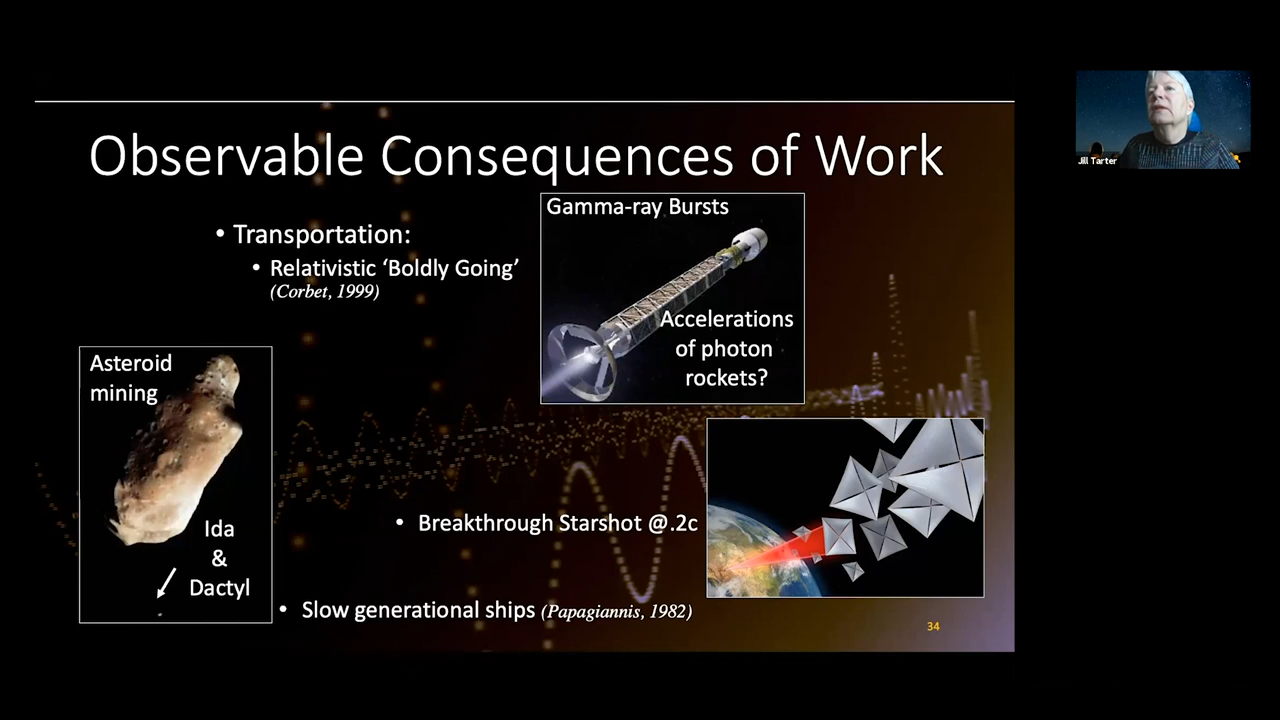 Observable Consequences of Work
• Transportation:
• Relativistic ‘Boldly Going’
(Corbet, 1999)
Gamma-ray Bursts
Accelerations
of photon
rockets?
Asteroid
mining
Ida
&
Dactyl
• Breakthrough Starshot @.2c
• Slow generational ships (Papagiannis, 1982)
34
Jill Tarter